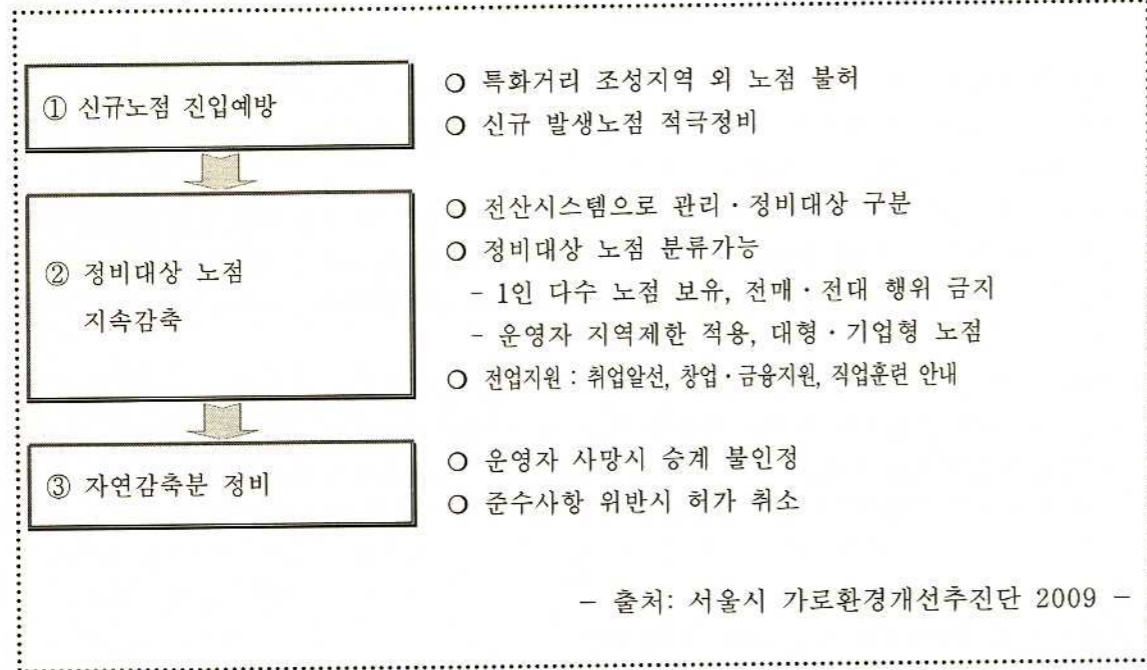 ① 신규노점 진입예방
○ 특화거리 조성지역 외 노점 불허
○ 신규 발생노점 적극정비
② 정비대상 노점
지속감축
○ 전산시스템으로 관리·정비대상 구분
○ 정비대상 노점 분류가능
- 1인 다수 노점 보유, 전매·전대 행위 금지
- 운영자 지역제한 적용, 대형·기업형 노점
○ 전업지원 : 취업알선, 창업·금융지원, 직업훈련 안내
③ 자연감축분 정비
○ 운영자 사망시 승계 불인정
○ 준수사항 위반시 허가 취소
- 출처: 서울시 가로환경개선추진단 2009 -